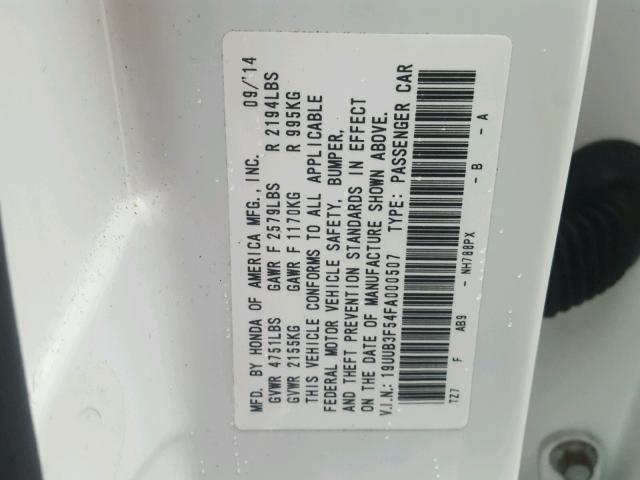 MFD. BY HONDA OF AMERICA MFG., INC. 09/'14
GVWR 4751LBS GAWR F 2579LBS R 2194LBS
GVWR 2155KG GAWR F 1170KG R 995KG
THIS VEHICLE CONFORMS TO ALL APPLICABLE
FEDERAL MOTOR VEHICLE SAFETY, BUMPER,
AND THEFT PREVENTION STANDARDS IN EFFECT
ON THE DATE OF MANUFACTURE SHOWN ABOVE.
V.I.N.: 19UUB3F54FA000507 TYPE: PASSENGER CAR
TZ7 F AB9 - NH788PX - B - A